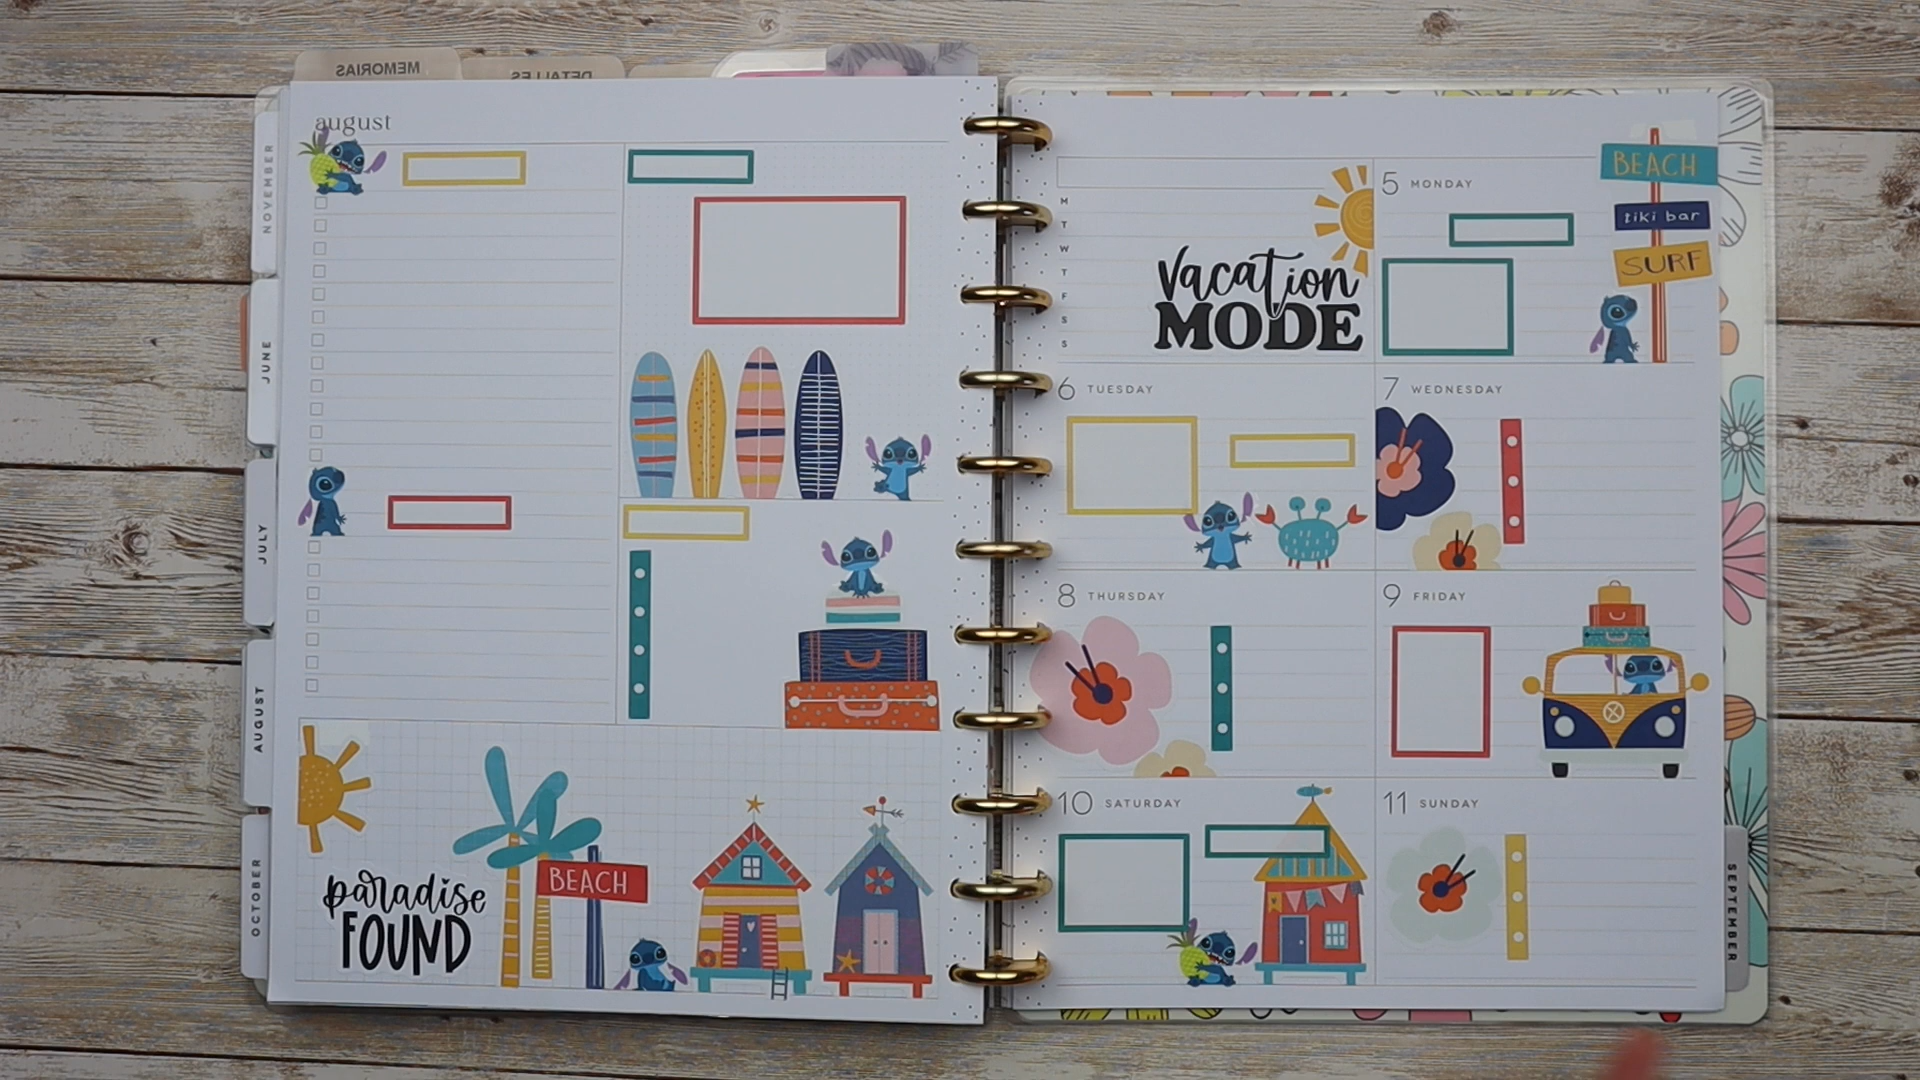 MEMORIAS
DETALLES
august
NOVEMBER
JUNE
JULY
AUGUST
OCTOBER
paradise
FOUND
BEACH
M
T
W
T
F
S
S
vacation
MODE
5 MONDAY
BEACH
tiki bar
SURF
6 TUESDAY
7 WEDNESDAY
8 THURSDAY
9 FRIDAY
10 SATURDAY
11 SUNDAY
SEPTEMBER